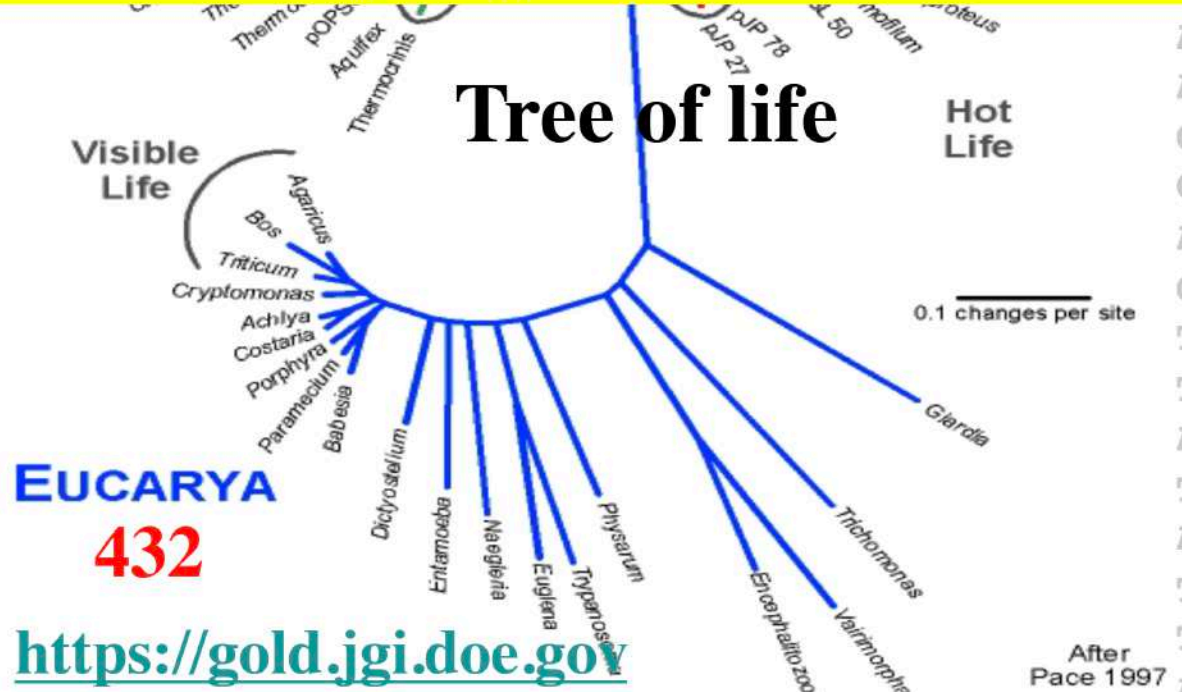 Aquifex
Thermocrinis
pJP 78
pJP 27
Tree of life
Hot
Life
Visible
Life
Agaricus
Bos
Triticum
Cryptomonas
Achlya
Costaria
Porphyra
Paramecium
Babesia
0.1 changes per site
Giardia
EUCARYA
432
Dictyostelium
Entamoeba
Naegleria
Euglena
Physarum
Trichomonas
https://gold.jgi.doe.gov
After
Pace 1997